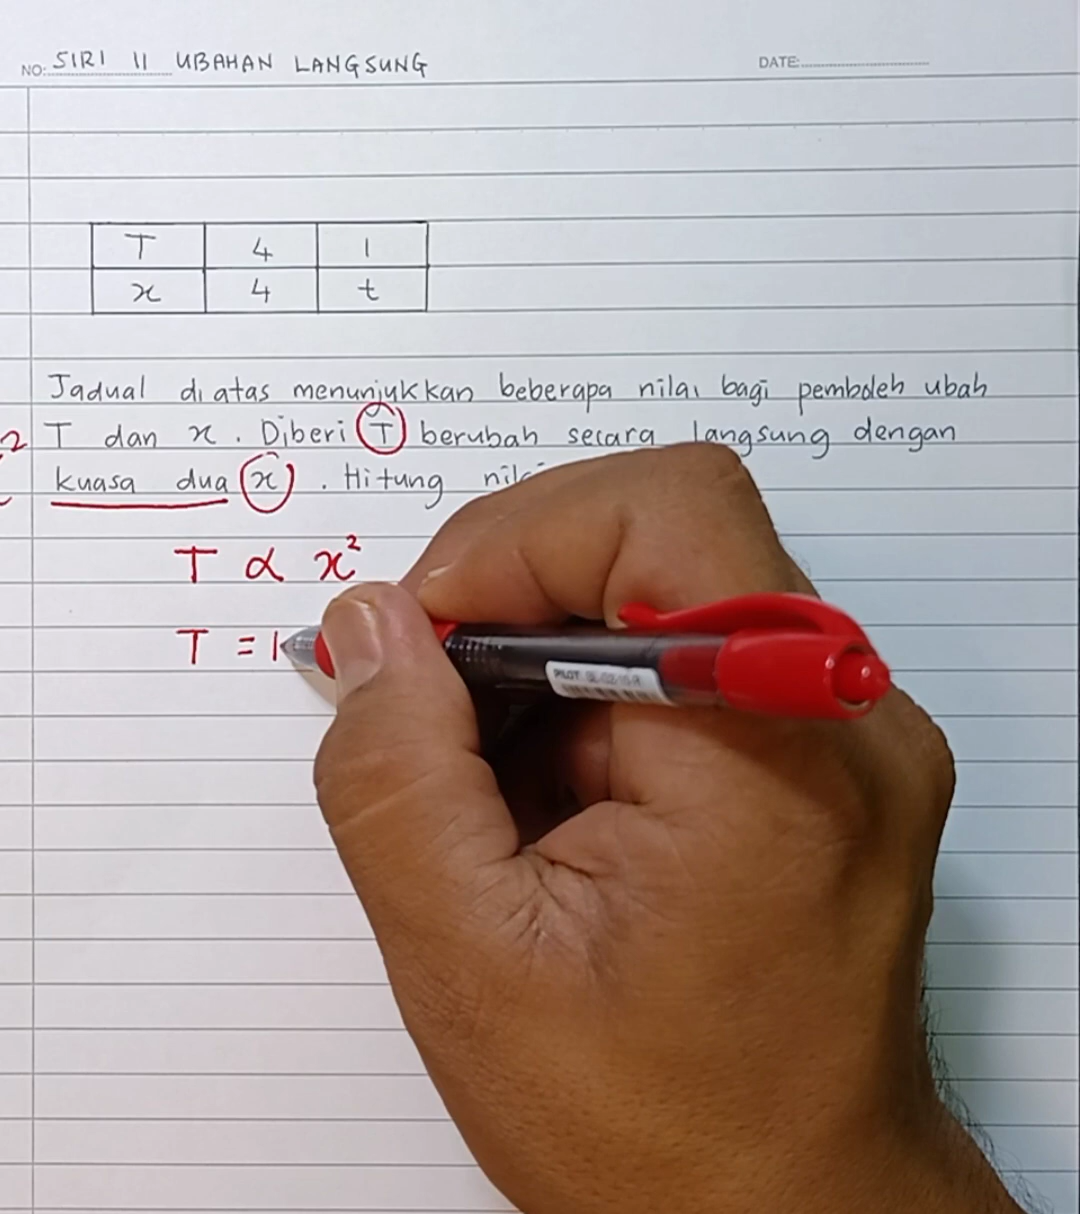 NO: SIRI 11 UBAHAN LANGSUNG
DATE:
T 4 1
x 4 t
Jadual di atas menunjukkan beberapa nilai bagi pemboleh ubah
T dan x. Diberi T berubah secara langsung dengan
kuasa dua x. Hitung
T ∝ x²
T =
PILOT